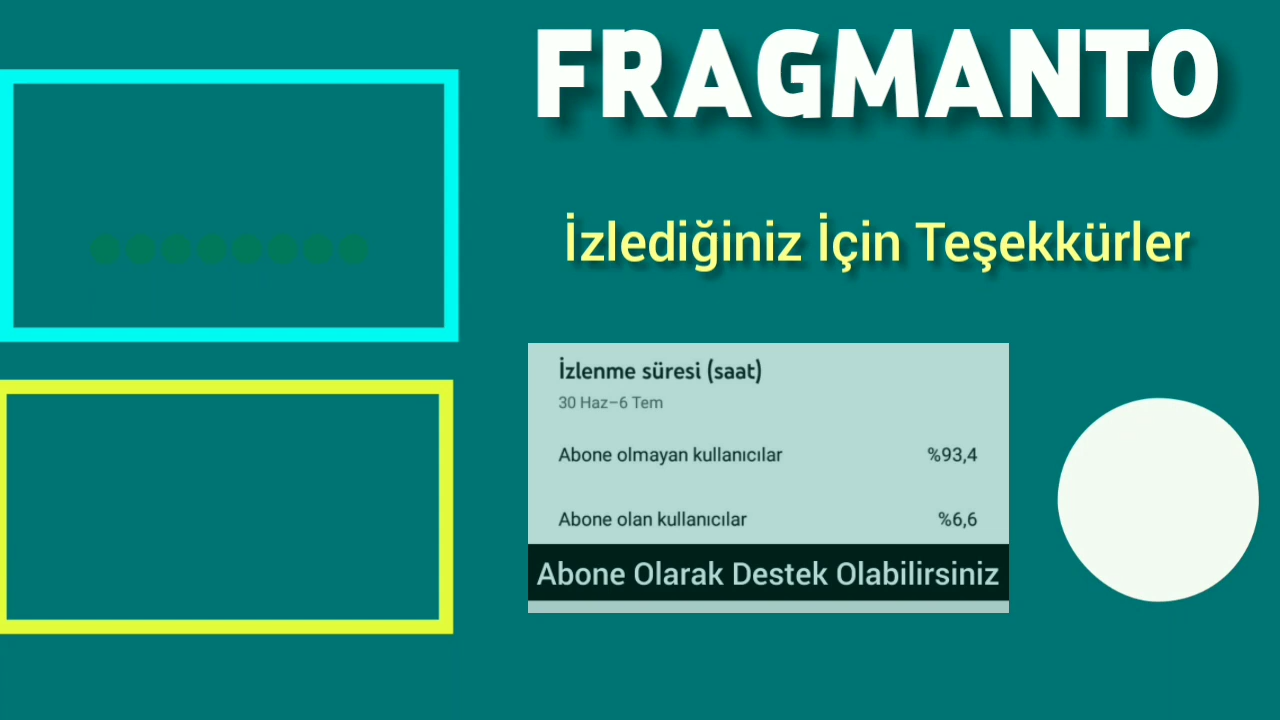 FRAGMANTO
İzlediğiniz İçin Teşekkürler
İzlenme süresi (saat)
30 Haz–6 Tem
Abone olmayan kullanıcılar %93,4
Abone olan kullanıcılar %6,6
Abone Olarak Destek Olabilirsiniz